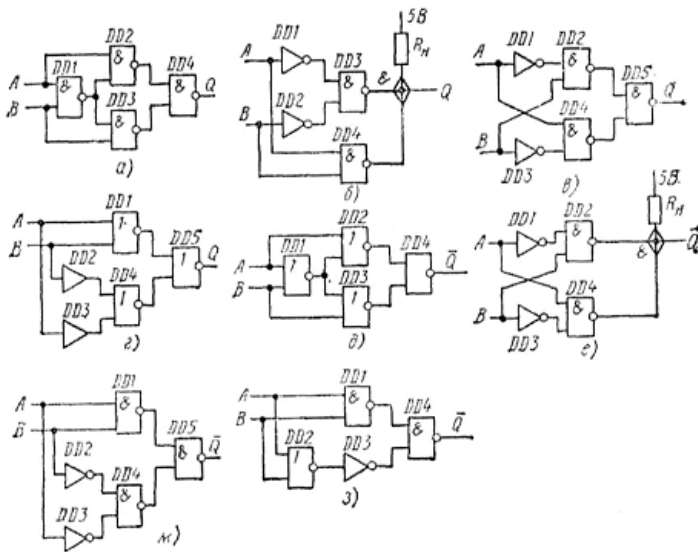 DD1
DD2
DD3
DD4
A
B
&
&
&
&
Q
а)
5В
Rн
DD1
DD2
DD3
DD4
A
B
&
&
&
Q
б)
DD1
DD2
DD3
DD4
DD5
A
B
&
&
&
Q
в)
DD1
DD2
DD3
DD4
DD5
A
B
1
1
1
Q
г)
DD1
DD2
DD3
DD4
A
B
1
1
1
1
Q̄
д)
5В
Rн
DD1
DD2
DD3
DD4
A
B
&
&
&
е)
DD1
DD2
DD3
DD4
DD5
A
B
&
&
&
Q̄
ж)
DD1
DD2
DD3
DD4
A
B
&
1
&
Q̄
з)